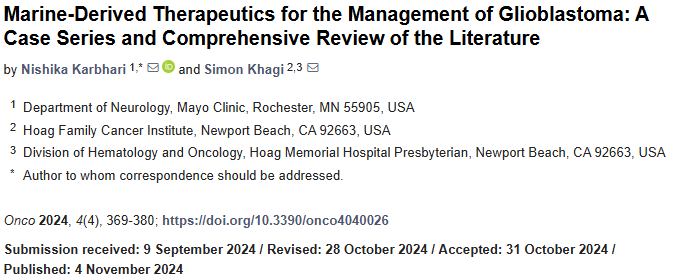 Marine-Derived Therapeutics for the Management of Glioblastoma: A
Case Series and Comprehensive Review of the Literature
by Nishika Karbhari 1,* and Simon Khagi 2,3
1 Department of Neurology, Mayo Clinic, Rochester, MN 55905, USA
2 Hoag Family Cancer Institute, Newport Beach, CA 92663, USA
3 Division of Hematology and Oncology, Hoag Memorial Hospital Presbyterian, Newport Beach, CA 92663, USA
* Author to whom correspondence should be addressed.
Onco 2024, 4(4), 369-380; https://doi.org/10.3390/onco4040026
Submission received: 9 September 2024 / Revised: 28 October 2024 / Accepted: 31 October 2024 /
Published: 4 November 2024